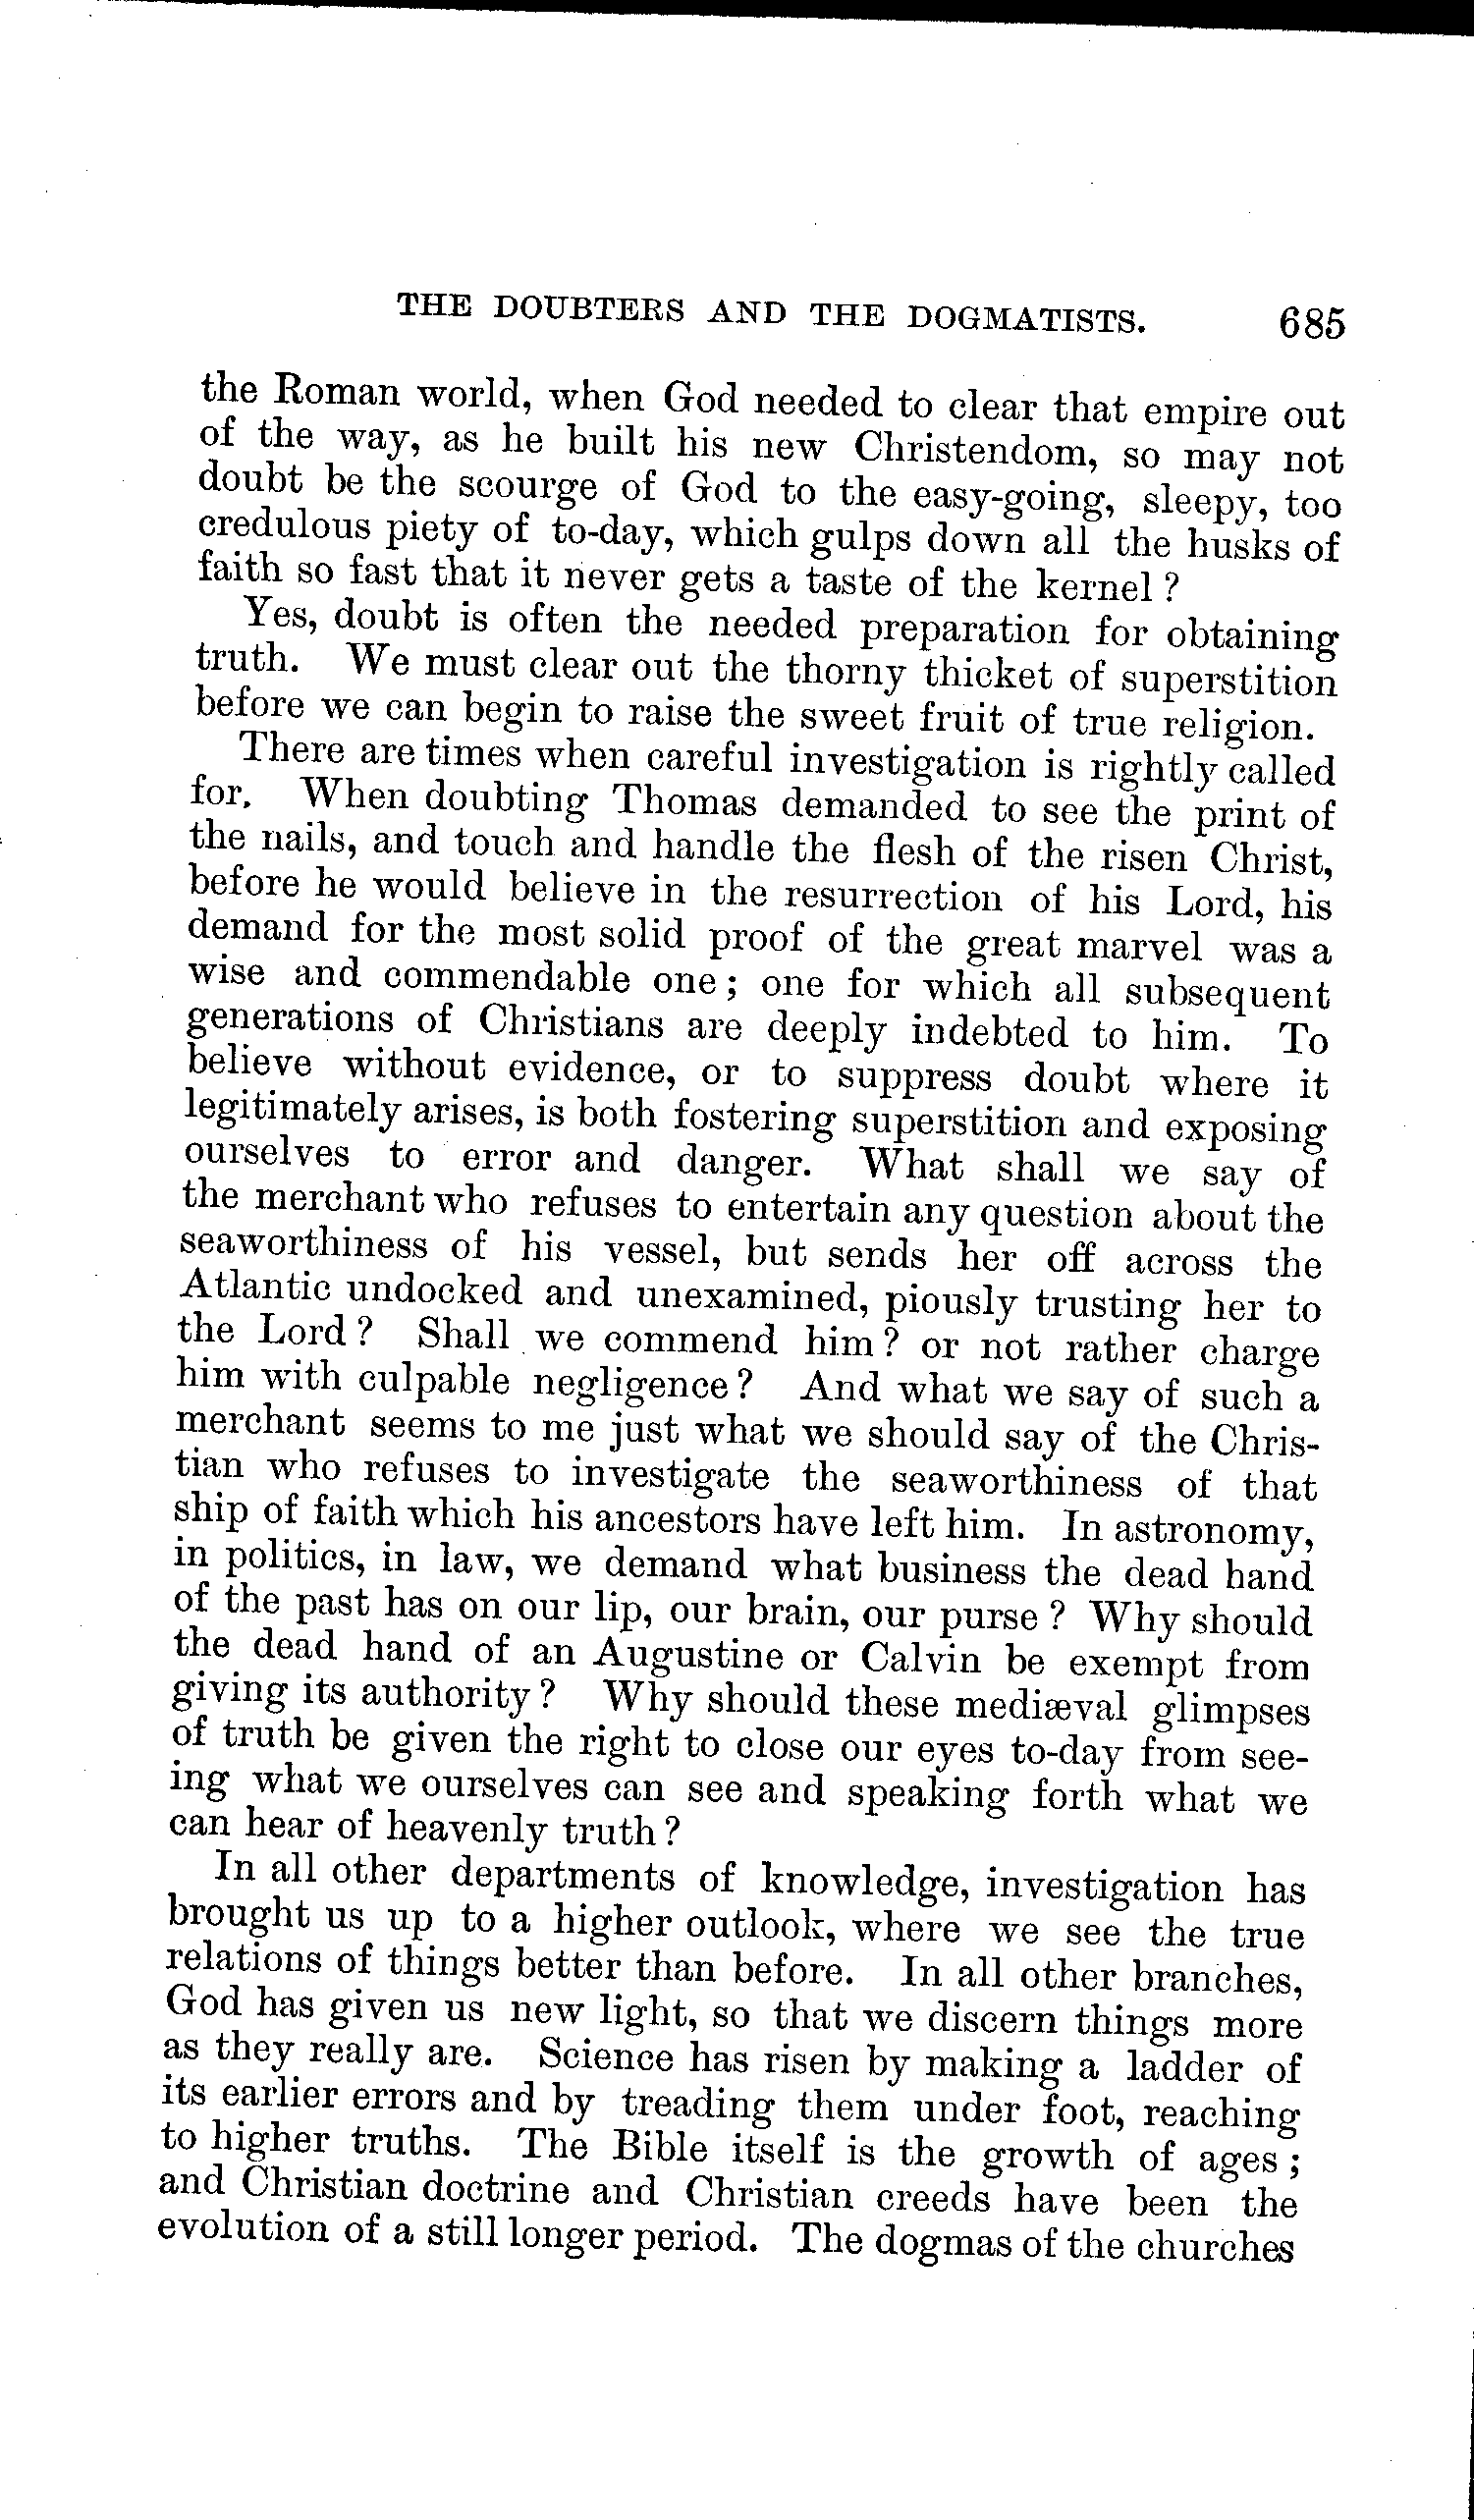 THE DOUBTERS AND THE DOGMATISTS. 685
the Roman world, when God needed to clear that empire out
of the way, as he built his new Christendom, so may not
doubt be the scourge of God to the easy-going, sleepy, too
credulous piety of to-day, which gulps down all the husks of
faith so fast that it never gets a taste of the kernel ?
Yes, doubt is often the needed preparation for obtaining
truth. We must clear out the thorny thicket of superstition
before we can begin to raise the sweet fruit of true religion.
There are times when careful investigation is rightly called
for. When doubting Thomas demanded to see the print of
the nails, and touch and handle the flesh of the risen Christ,
before he would believe in the resurrection of his Lord, his
demand for the most solid proof of the great marvel was a
wise and commendable one ; one for which all subsequent
generations of Christians are deeply indebted to him. To
believe without evidence, or to suppress doubt where it
legitimately arises, is both fostering superstition and exposing
ourselves to error and danger. What shall we say of
the merchant who refuses to entertain any question about the
seaworthiness of his vessel, but sends her off across the
Atlantic undocked and unexamined, piously trusting her to
the Lord ? Shall we commend him ? or not rather charge
him with culpable negligence ? And what we say of such a
merchant seems to me just what we should say of the Chris-
tian who refuses to investigate the seaworthiness of that
ship of faith which his ancestors have left him. In astronomy,
in politics, in law, we demand what business the dead hand
of the past has on our lip, our brain, our purse ? Why should
the dead hand of an Augustine or Calvin be exempt from
giving its authority ? Why should these mediæval glimpses
of truth be given the right to close our eyes to-day from see-
ing what we ourselves can see and speaking forth what we
can hear of heavenly truth ?
In all other departments of knowledge, investigation has
brought us up to a higher outlook, where we see the true
relations of things better than before. In all other branches,
God has given us new light, so that we discern things more
as they really are. Science has risen by making a ladder of
its earlier errors and by treading them under foot, reaching
to higher truths. The Bible itself is the growth of ages ;
and Christian doctrine and Christian creeds have been the
evolution of a still longer period. The dogmas of the churches